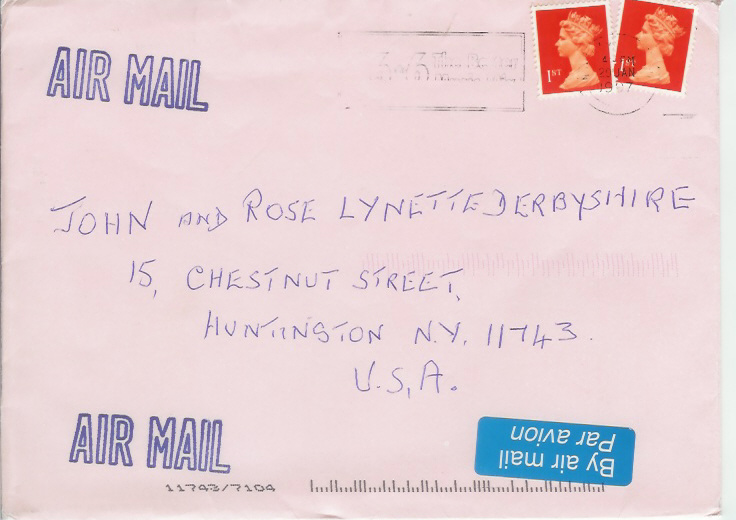 AIR MAIL
1ST
1ST
JAN
JOHN AND ROSE LYNETTE DERBYSHIRE
15, CHESTNUT STREET,
HUNTINGTON N.Y. 11743.
U.S.A.
AIR MAIL
By air mail
Par avion
11743/7104